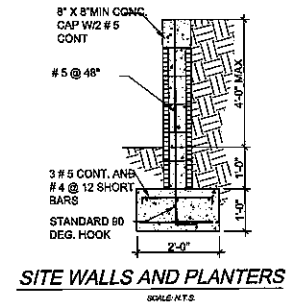 8" X 8"MIN CONC.
CAP W/2 # 5
CONT
# 5 @ 48"
4'-0" MAX
3 # 5 CONT. AND
# 4 @ 12 SHORT
BARS
1'-0"
STANDARD 90
DEG. HOOK
1'-0"
2'-0"
SITE WALLS AND PLANTERS
SCALE: N.T.S.